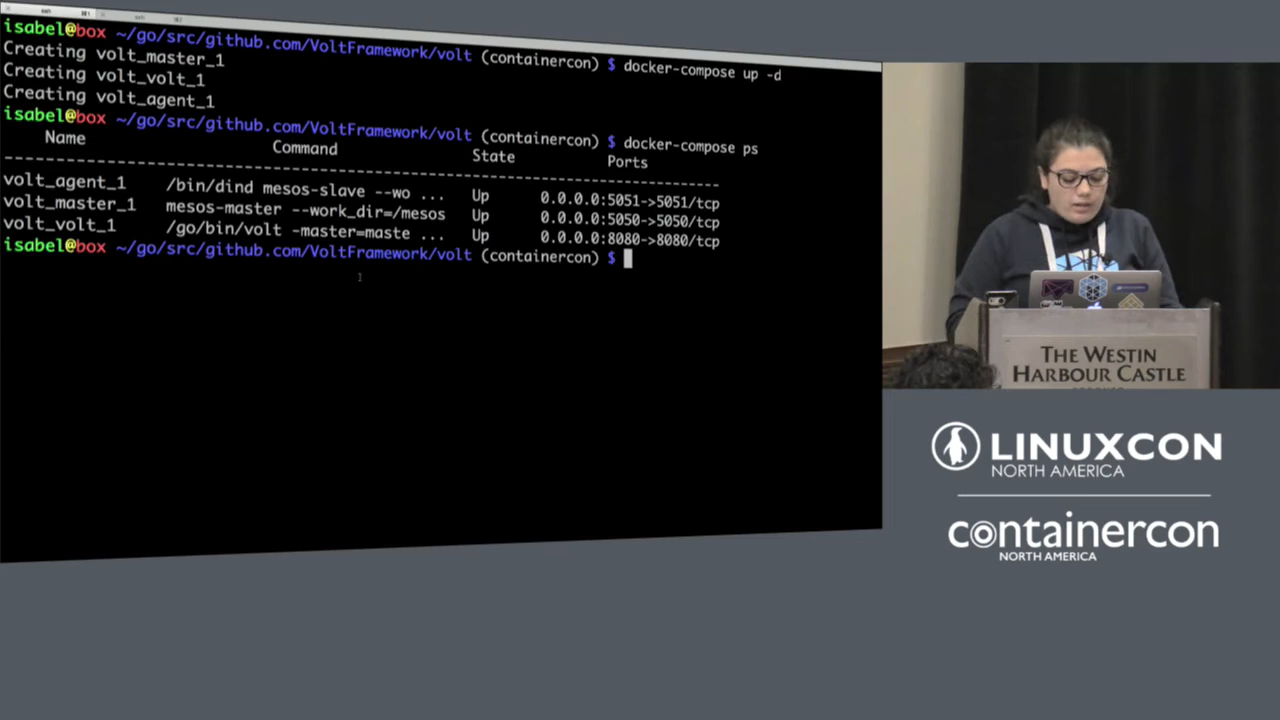 isabel@box ~/go/src/github.com/VoltFramework/volt (containercon) $ docker-compose up -d
Creating volt_master_1
Creating volt_volt_1
Creating volt_agent_1
isabel@box ~/go/src/github.com/VoltFramework/volt (containercon) $ docker-compose ps
Name Command State Ports
--------------------------------------------------------------------------------
volt_agent_1 /bin/dind mesos-slave --wo ... Up 0.0.0.0:5051->5051/tcp
volt_master_1 mesos-master --work_dir=/mesos Up 0.0.0.0:5050->5050/tcp
volt_volt_1 /go/bin/volt -master=maste ... Up 0.0.0.0:8080->8080/tcp
isabel@box ~/go/src/github.com/VoltFramework/volt (containercon) $
THE WESTIN
HARBOUR CASTLE
LINUXCON
NORTH AMERICA
containercon
NORTH AMERICA